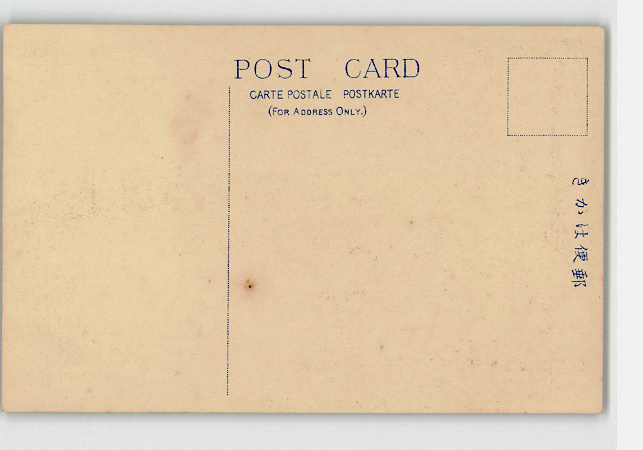 POST CARD
CARTE POSTALE POSTKARTE
(FOR ADDRESS ONLY.)
きかは便郵